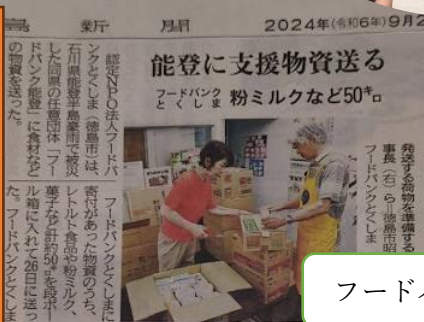 島新聞
2024年(令和6年)9月2
能登に支援物資送る
フードバンク
とくしま
粉ミルクなど50㌔
認定NPO法人フードバ
ンクとくしま(徳島市)は、
石川県能登半島豪雨で被災
した同県の任意団体「フー
ドバンク能登」に食材など
の物資を送った。
フードバンクとくしまに
寄付があった物資のうち、
レトルト食品や粉ミルク、
菓子など計約50㌔を段ボー
ル箱に入れて26日に送っ
た。フードバンクとくしま
発送する荷物を準備する
事長(右)ら=徳島市昭
フードバンクとくしま
フードバ